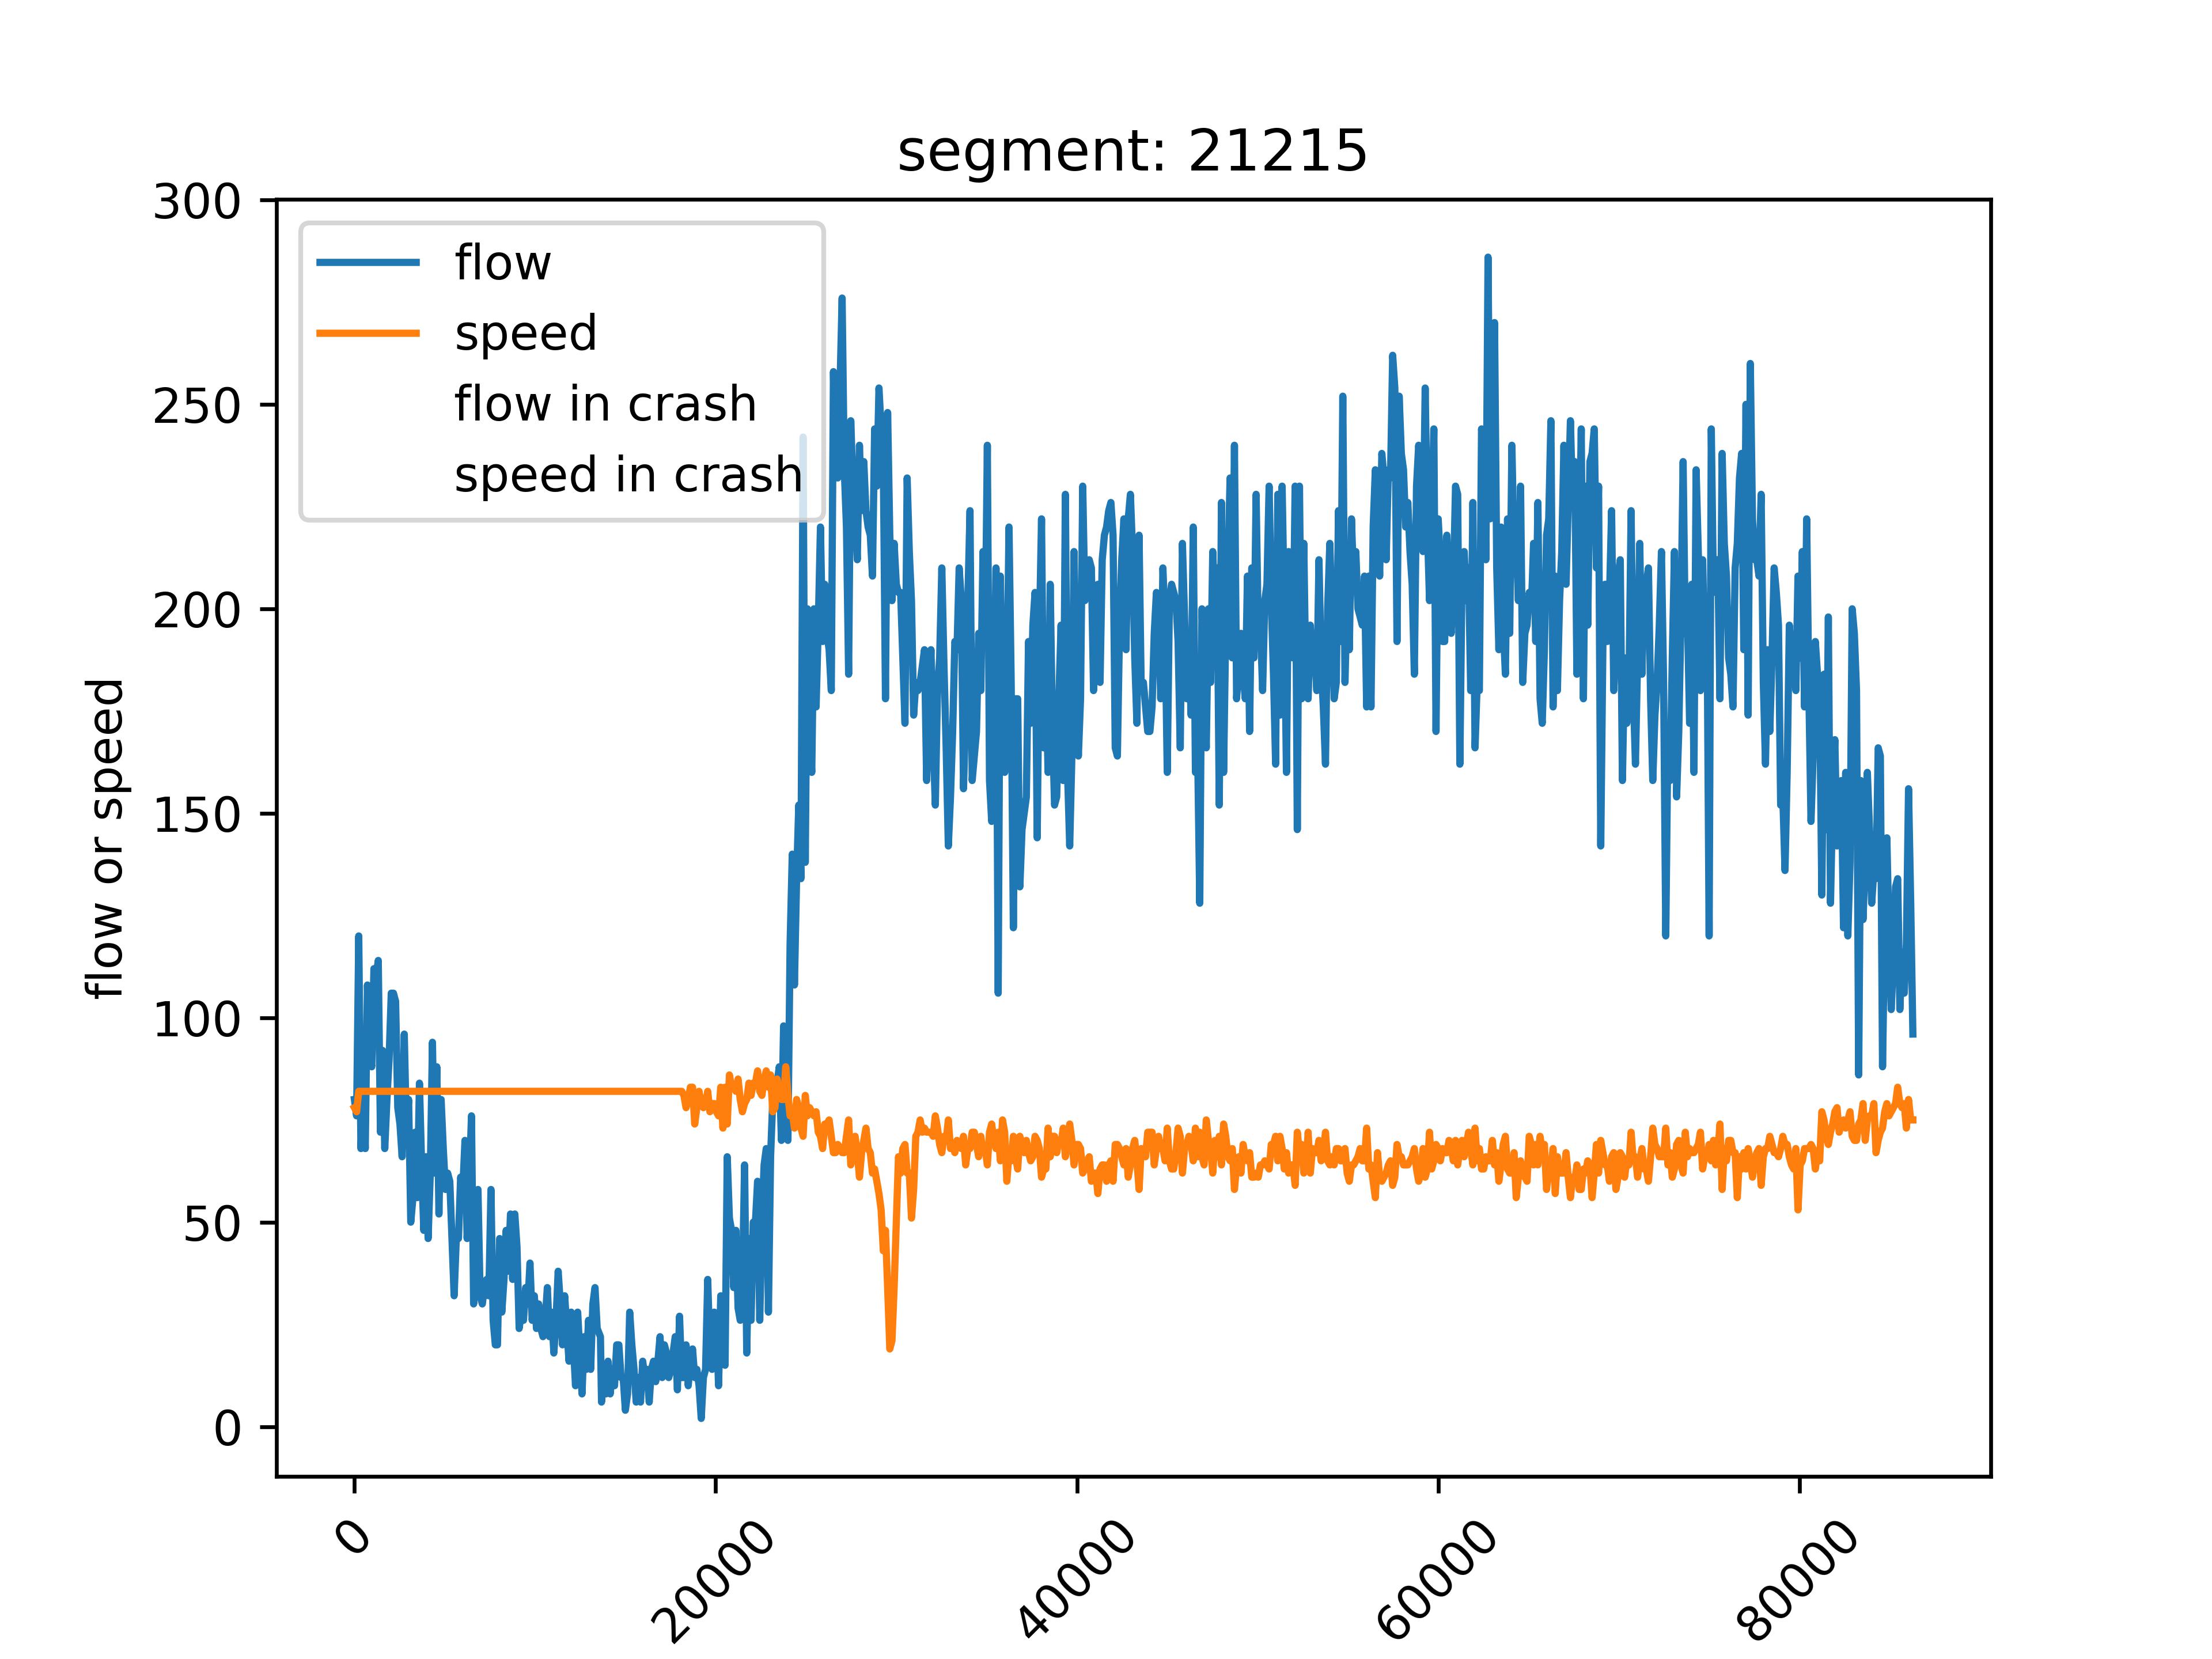 segment: 21215
300
250
200
150
100
50
0
flow or speed
flow
speed
flow in crash
speed in crash
0
20000
40000
60000
80000